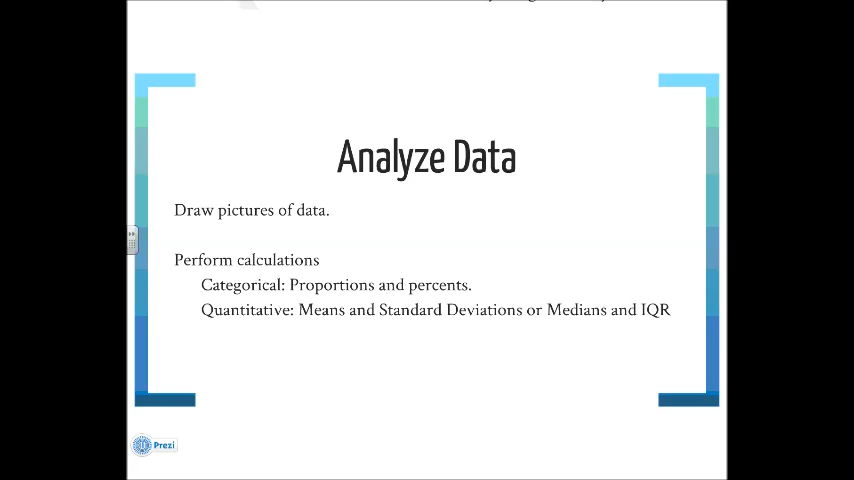 Analyze Data
Draw pictures of data.
Perform calculations
Categorical: Proportions and percents.
Quantitative: Means and Standard Deviations or Medians and IQR
Prezi